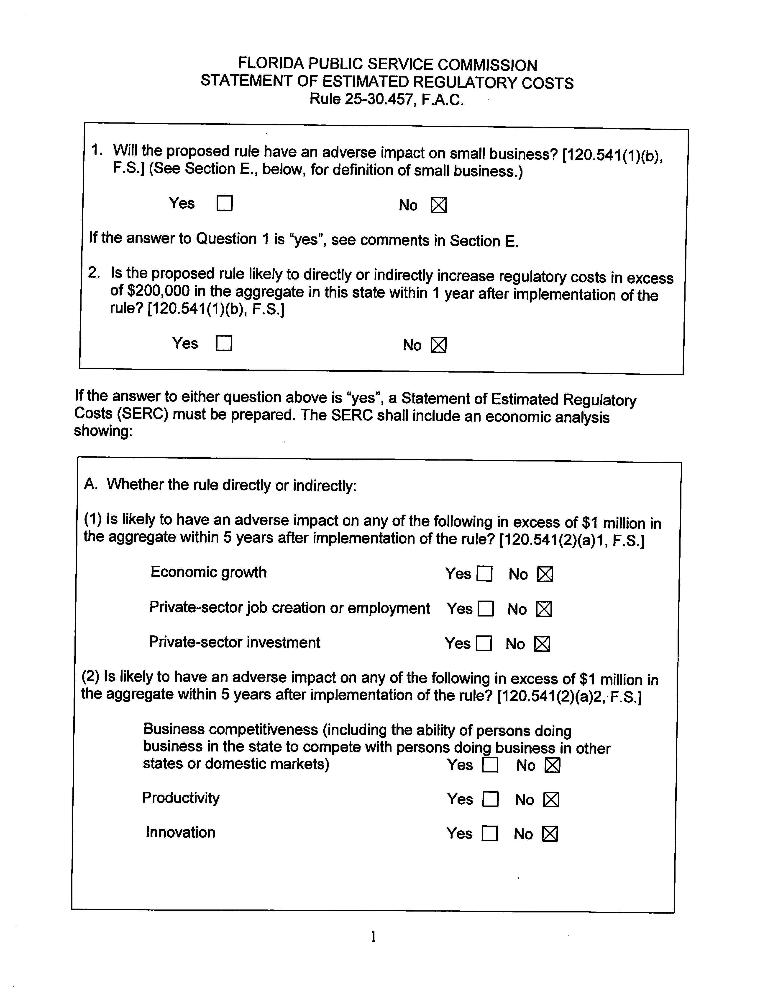 FLORIDA PUBLIC SERVICE COMMISSION
STATEMENT OF ESTIMATED REGULATORY COSTS
Rule 25-30.457, F.A.C.
1. Will the proposed rule have an adverse impact on small business? [120.541(1)(b),
F.S.] (See Section E., below, for definition of small business.)
Yes ☐ No ☒
If the answer to Question 1 is “yes”, see comments in Section E.
2. Is the proposed rule likely to directly or indirectly increase regulatory costs in excess
of $200,000 in the aggregate in this state within 1 year after implementation of the
rule? [120.541(1)(b), F.S.]
Yes ☐ No ☒
If the answer to either question above is “yes”, a Statement of Estimated Regulatory
Costs (SERC) must be prepared. The SERC shall include an economic analysis
showing:
A. Whether the rule directly or indirectly:
(1) Is likely to have an adverse impact on any of the following in excess of $1 million in
the aggregate within 5 years after implementation of the rule? [120.541(2)(a)1, F.S.]
Economic growth Yes ☐ No ☒
Private-sector job creation or employment Yes ☐ No ☒
Private-sector investment Yes ☐ No ☒
(2) Is likely to have an adverse impact on any of the following in excess of $1 million in
the aggregate within 5 years after implementation of the rule? [120.541(2)(a)2, F.S.]
Business competitiveness (including the ability of persons doing
business in the state to compete with persons doing business in other
states or domestic markets) Yes ☐ No ☒
Productivity Yes ☐ No ☒
Innovation Yes ☐ No ☒
1